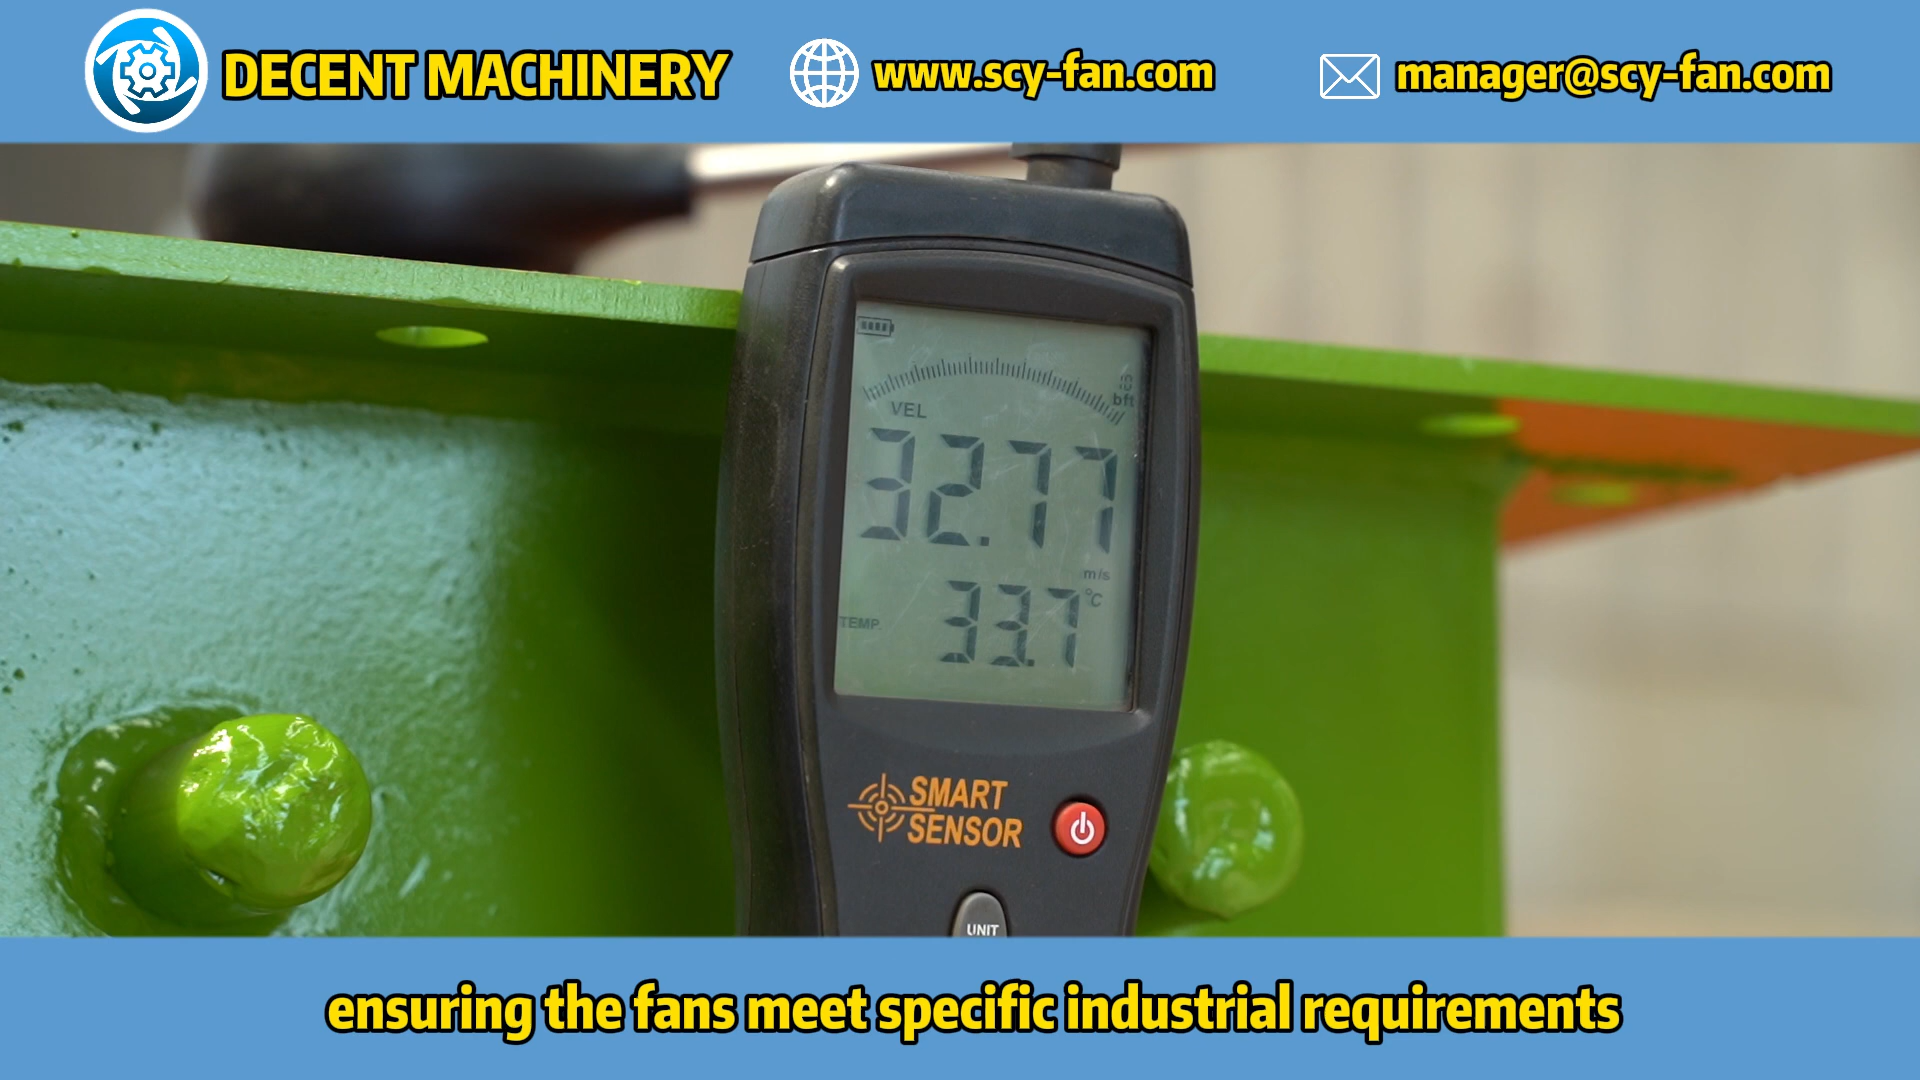 DECENT MACHINERY
www.scy-fan.com
manager@scy-fan.com
bft
VEL
32.77
m/s
33.7
°C
TEMP.
SMART
SENSOR
UNIT
ensuring the fans meet specific industrial requirements